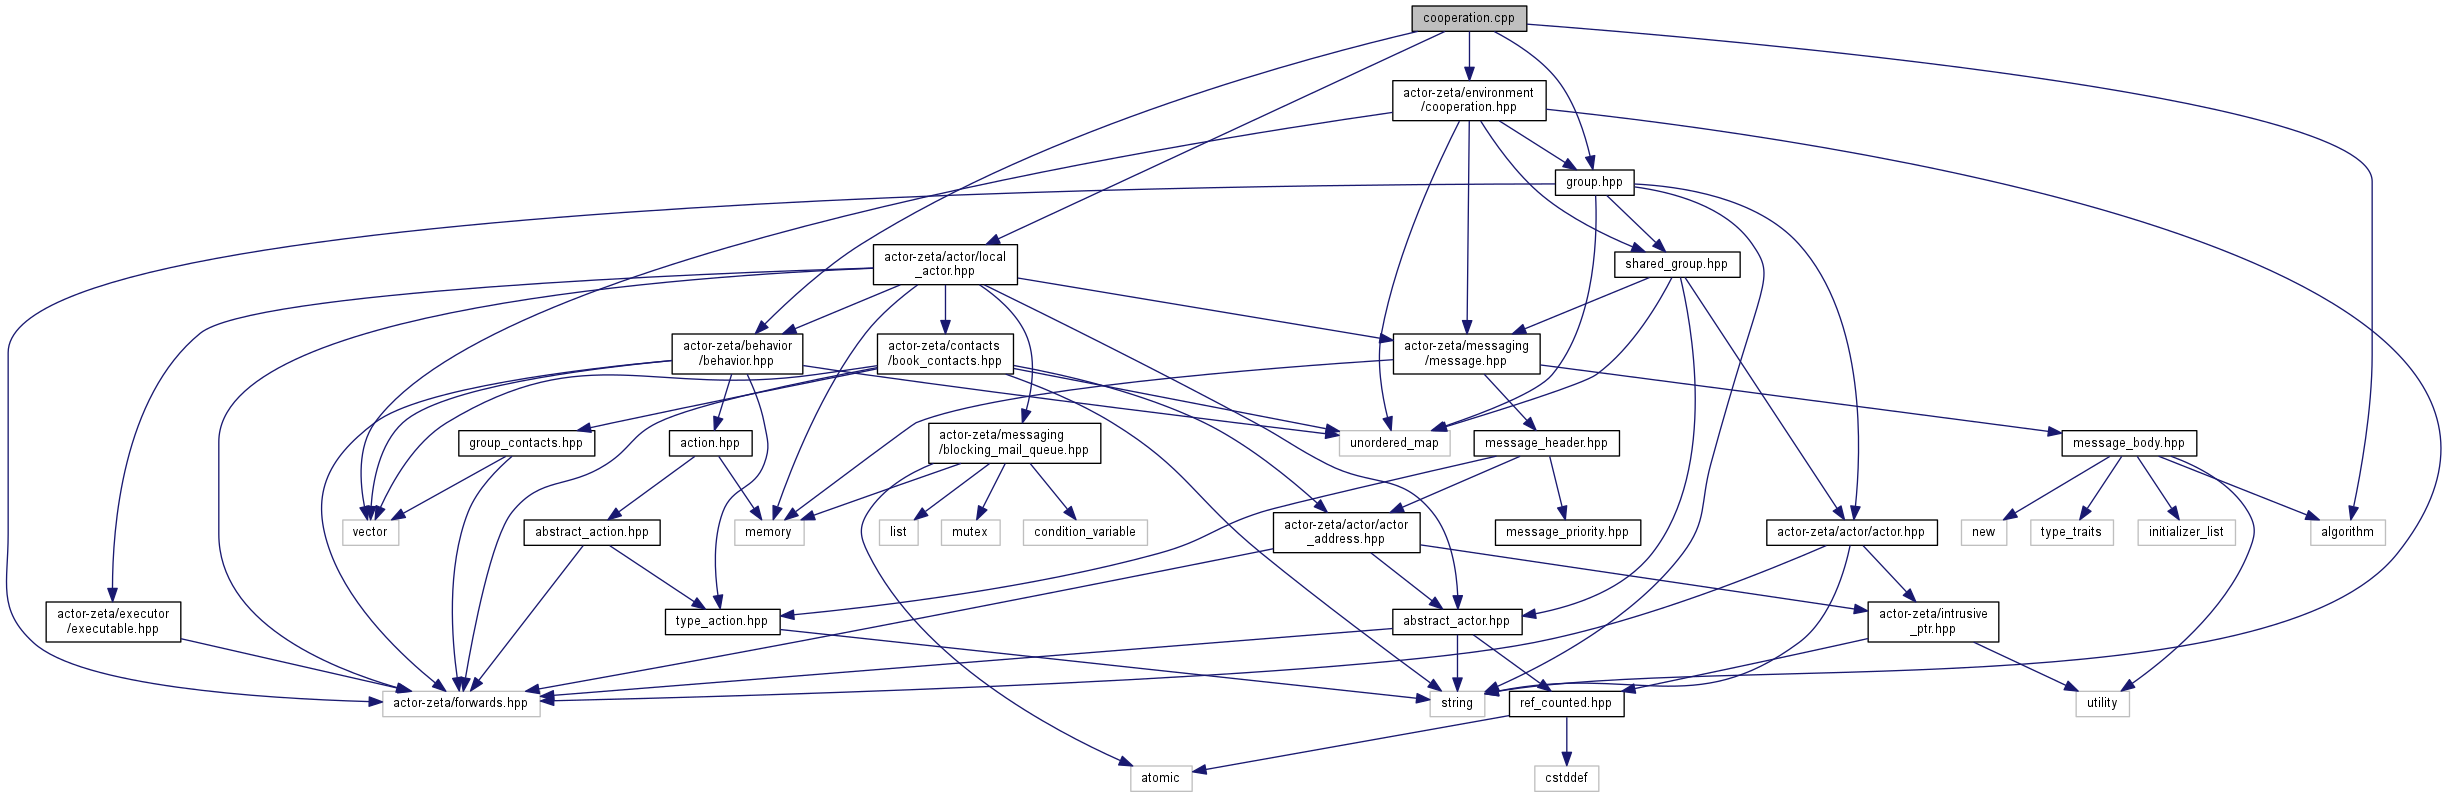 cooperation.cpp
actor-zeta/environment
/cooperation.hpp
group.hpp
actor-zeta/actor/local
_actor.hpp
shared_group.hpp
actor-zeta/behavior
/behavior.hpp
actor-zeta/contacts
/book_contacts.hpp
actor-zeta/messaging
/message.hpp
group_contacts.hpp
action.hpp
actor-zeta/messaging
/blocking_mail_queue.hpp
unordered_map
message_header.hpp
message_body.hpp
vector
abstract_action.hpp
memory
list
mutex
condition_variable
actor-zeta/actor/actor
_address.hpp
message_priority.hpp
actor-zeta/actor/actor.hpp
new
type_traits
initializer_list
algorithm
actor-zeta/executor
/executable.hpp
type_action.hpp
abstract_actor.hpp
actor-zeta/intrusive
_ptr.hpp
actor-zeta/forwards.hpp
string
ref_counted.hpp
utility
atomic
cstddef